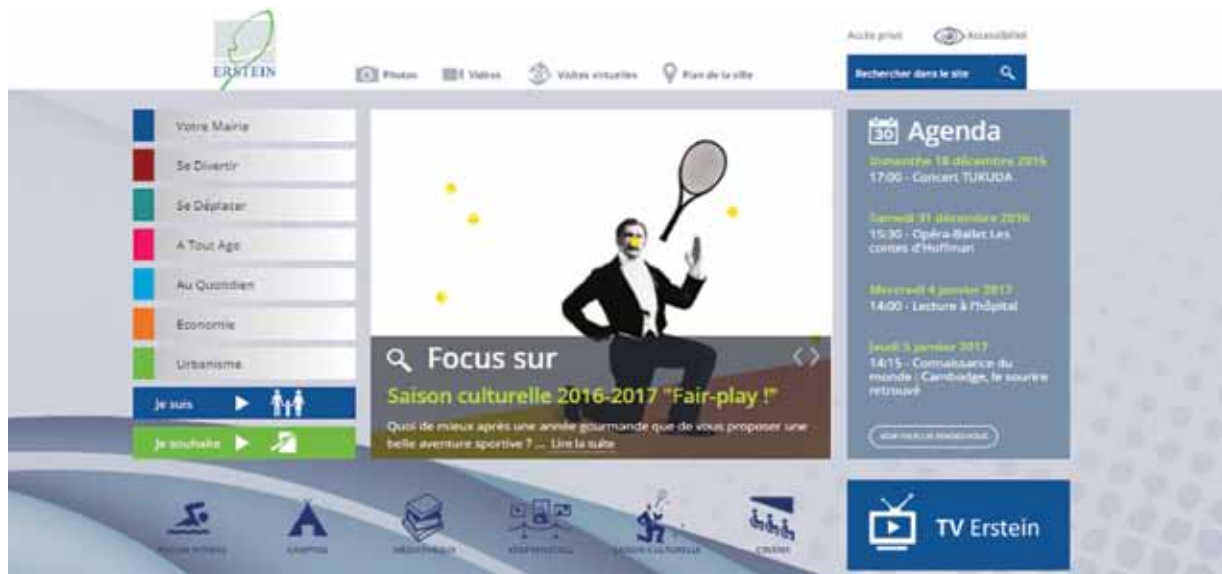 ERSTEIN
Photos
Vidéos
Visites virtuelles
Plan de la ville
Accès privé
Accessibilité
Rechercher dans le site
Votre Mairie
Se Divertir
Se Déplacer
A Tout Age
Au Quotidien
Economie
Urbanisme
Je suis
Je souhaite
Focus sur
Saison culturelle 2016-2017 "Fair-play !"
Quoi de mieux après une année gourmande que de vous proposer une
belle aventure sportive ? ... Lire la suite
30 Agenda
Dimanche 18 décembre 2016
17:00 - Concert TUKUDA
Samedi 31 décembre 2016
15:30 - Opéra-Ballet Les
contes d'Hoffman
Mercredi 4 janvier 2017
14:00 - Lecture à l'hôpital
Jeudi 5 janvier 2017
14:15 - Connaissance du
monde : Cambodge, le sourire
retrouvé
CAMPING
MÉDIATHÈQUE
SAISON CULTURELLE
CINÉMA
TV Erstein